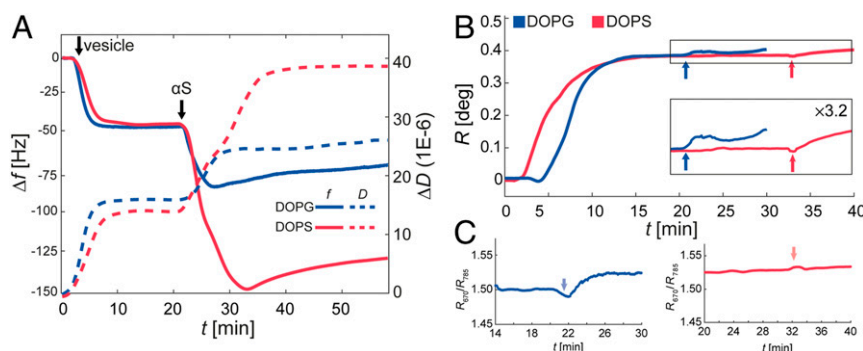 A
vesicle
αS
0
-50
-75
-100
-125
-150
Δf [Hz]
40
30
20
10
0
ΔD (1E-6)
f D
DOPG
DOPS
0 10 20 30 40 50
t [min]
B
DOPG DOPS
0.4
0.3
0.2
0.1
0
R [deg]
×3.2
0 5 10 15 20 25 30 35 40
t [min]
C
1.55
1.50
1.45
R670/R785
14 18 22 26 30
t [min]
1.55
1.50
1.45
R670/R785
20 24 28 32 36 40
t [min]